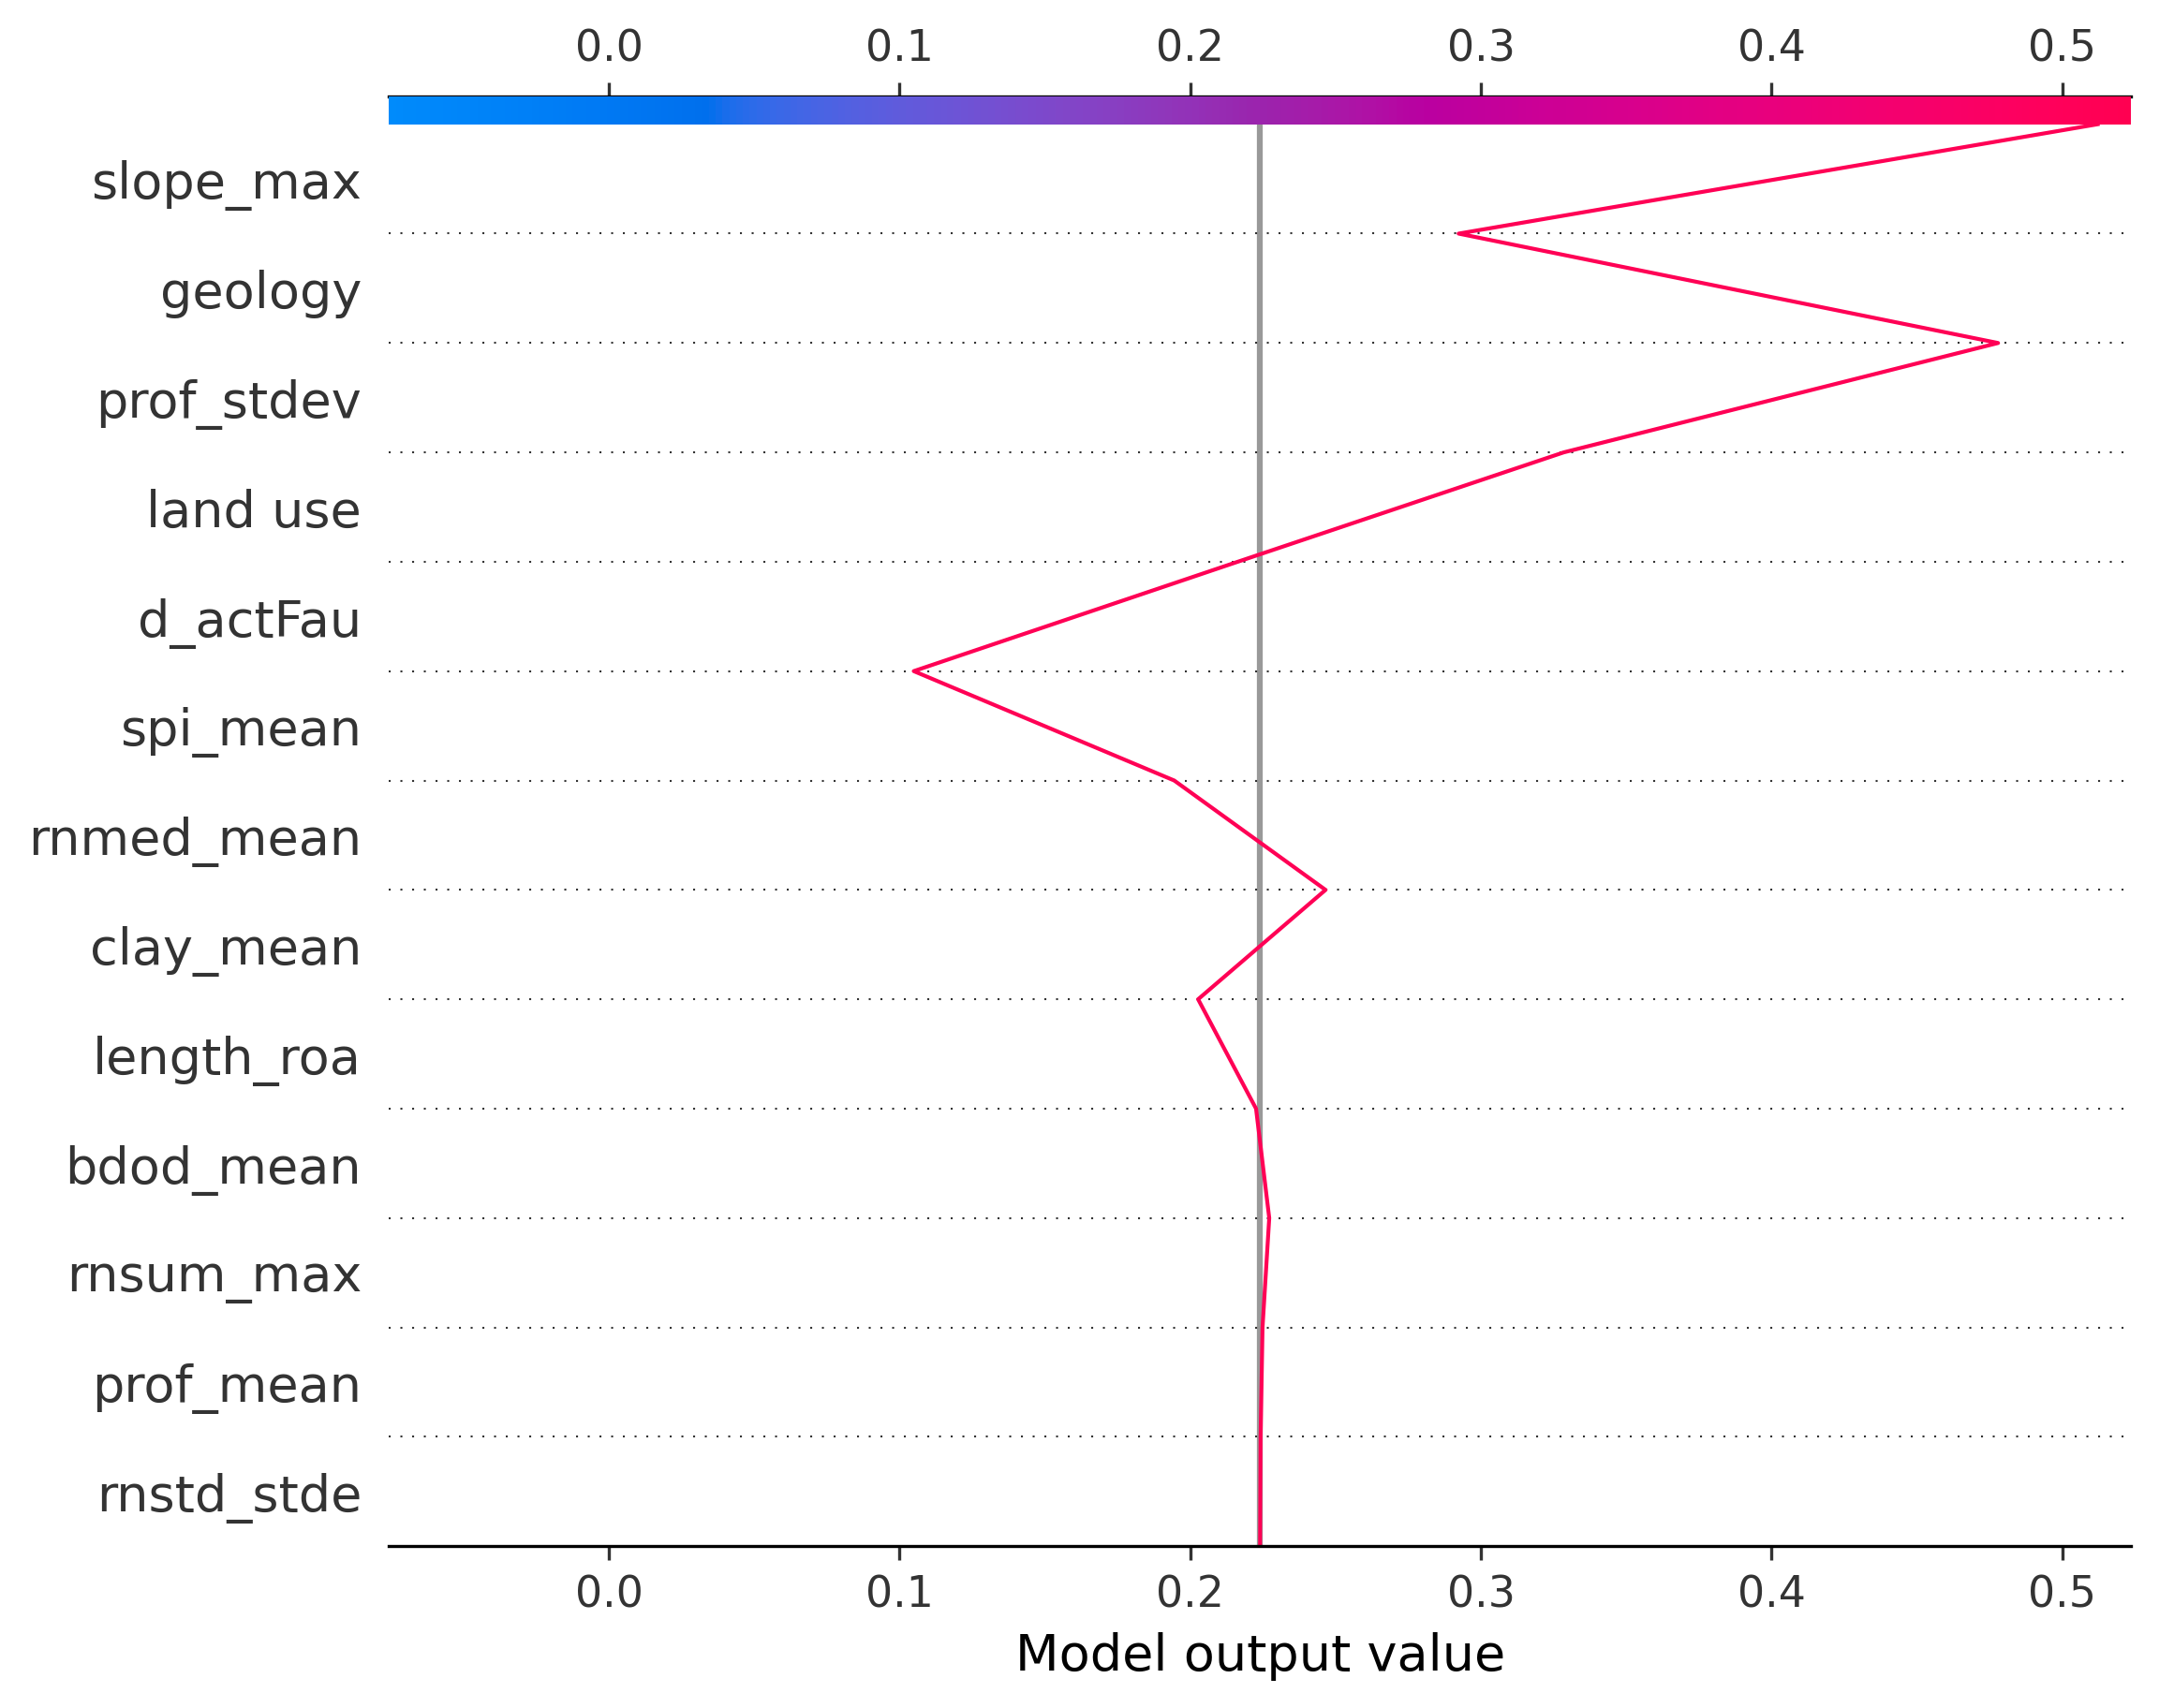 0.0 0.1 0.2 0.3 0.4 0.5
slope_max
geology
prof_stdev
land use
d_actFau
spi_mean
rnmed_mean
clay_mean
length_roa
bdod_mean
rnsum_max
prof_mean
rnstd_stde
0.0 0.1 0.2 0.3 0.4 0.5
Model output value